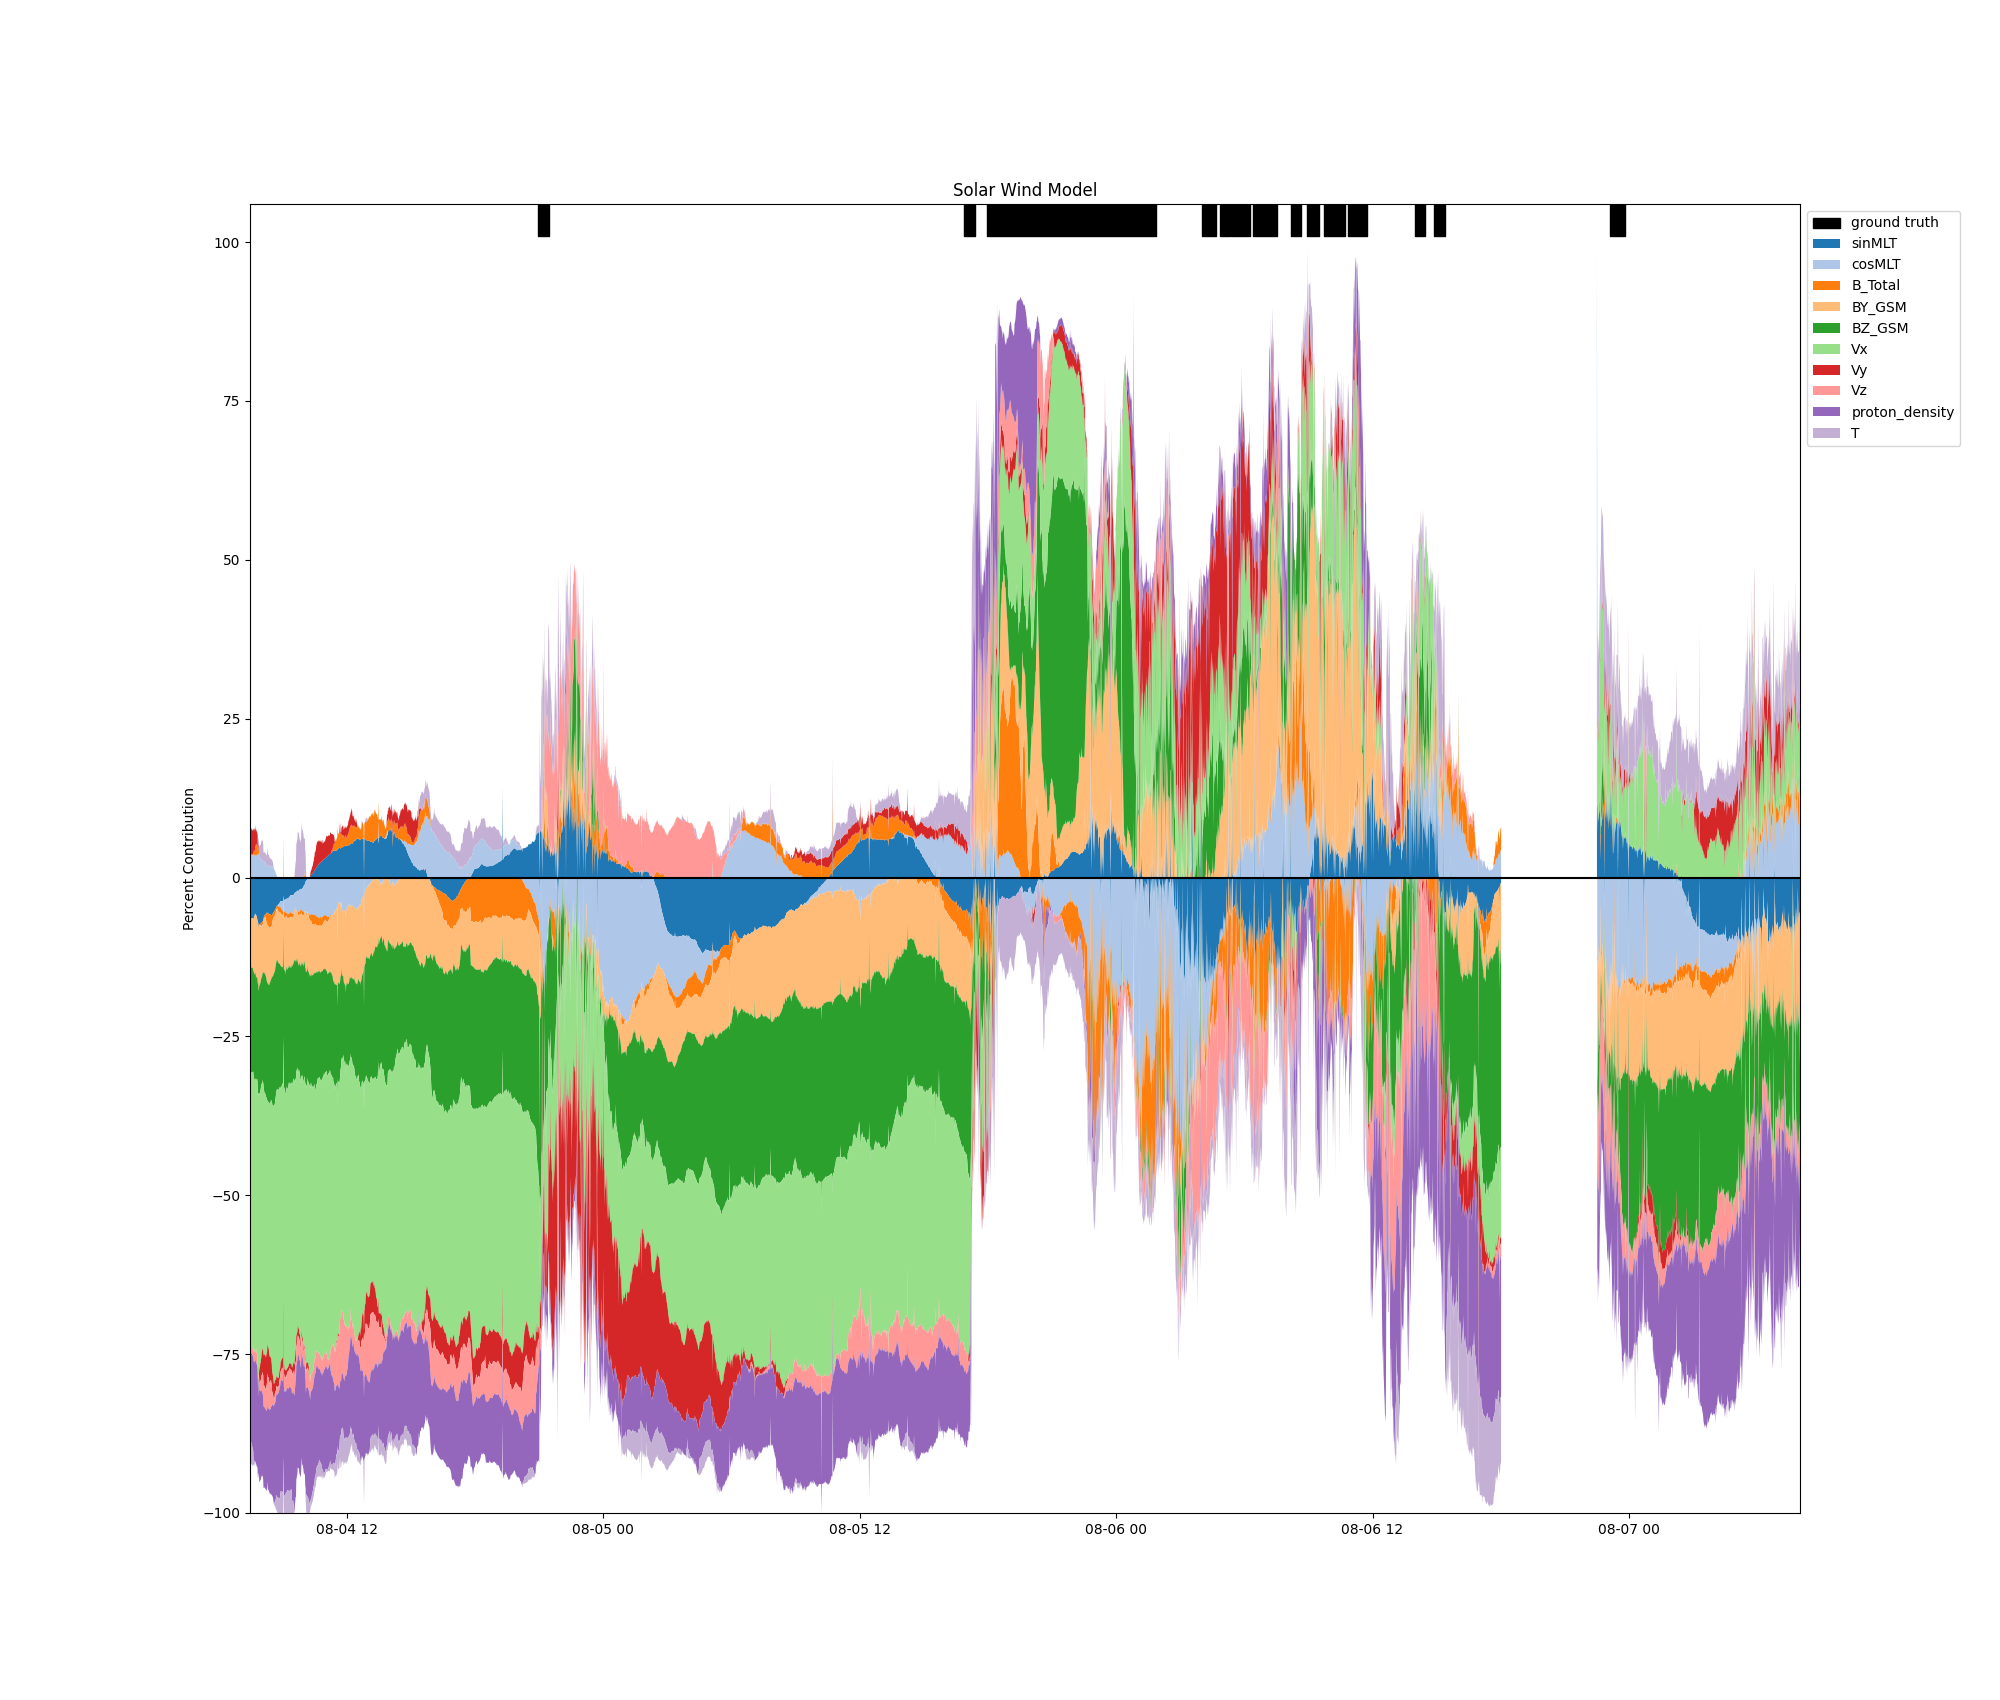 Solar Wind Model
100
75
50
25
0
−25
−50
−75
−100
Percent Contribution
08-04 12
08-05 00
08-05 12
08-06 00
08-06 12
08-07 00
ground truth
sinMLT
cosMLT
B_Total
BY_GSM
BZ_GSM
Vx
Vy
Vz
proton_density
T